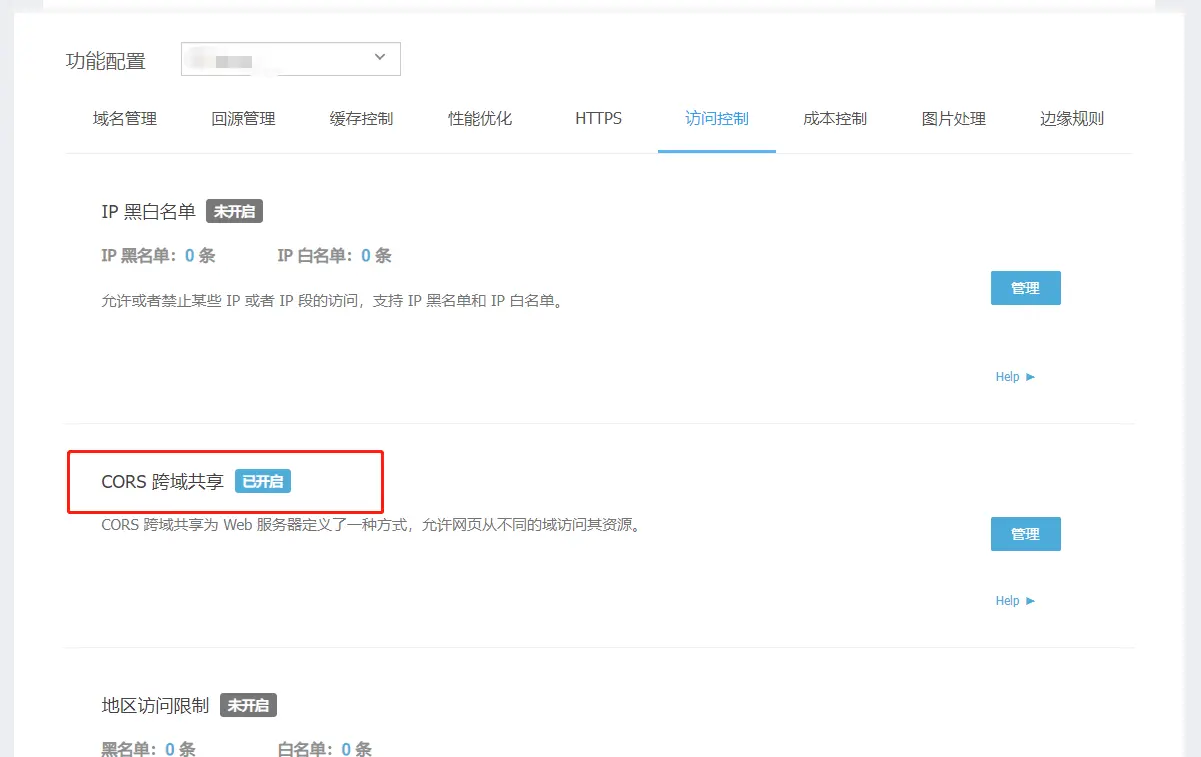 功能配置
域名管理 回源管理 缓存控制 性能优化 HTTPS 访问控制 成本控制 图片处理 边缘规则
IP 黑白名单 未开启
IP 黑名单：0 条 IP 白名单：0 条
允许或者禁止某些 IP 或者 IP 段的访问，支持 IP 黑名单和 IP 白名单。
管理
Help ►
CORS 跨域共享 已开启
CORS 跨域共享为 Web 服务器定义了一种方式，允许网页从不同的域访问其资源。
管理
Help ►
地区访问限制 未开启
黑名单：0 条 白名单：0 条